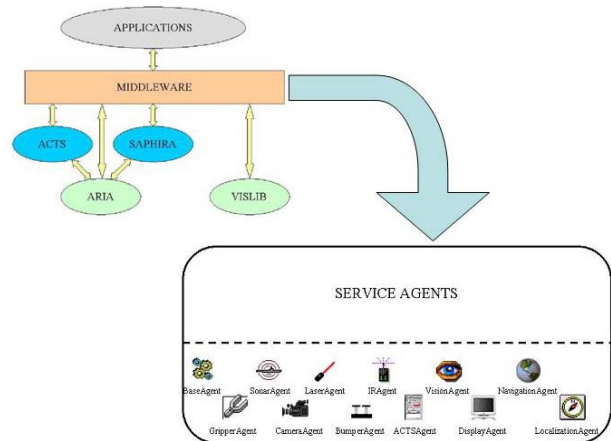 APPLICATIONS
MIDDLEWARE
ACTS
SAPHIRA
ARIA
VISLIB
SERVICE AGENTS
BaseAgent
SonarAgent
LaserAgent
IRAgent
VisionAgent
NavigationAgent
GripperAgent
CameraAgent
BumperAgent
ACTSAgent
DisplayAgent
LocalizationAgent